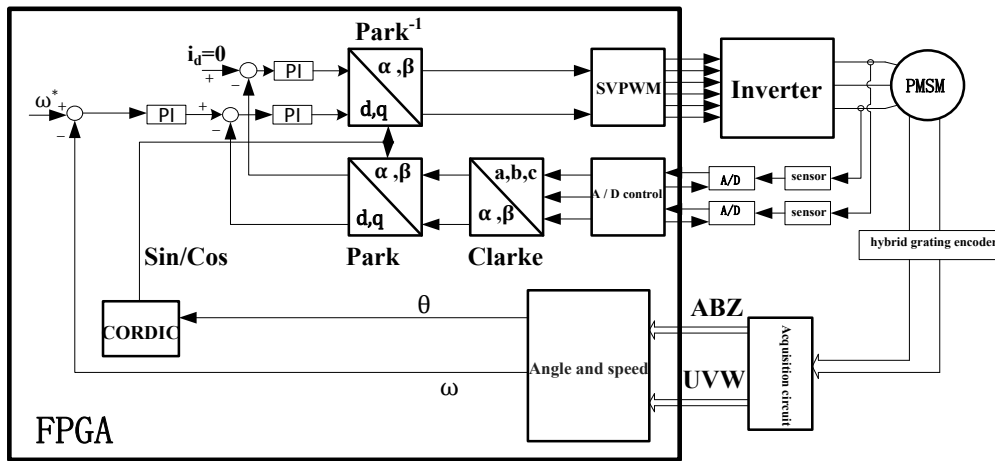 Park⁻¹
i_d=0
+
−
PI
α ,β
d,q
ω*
+
−
PI
+
−
PI
SVPWM
Inverter
PMSM
α ,β
d,q
Park
a,b,c
α ,β
Clarke
A / D control
A/D
sensor
A/D
sensor
hybrid grating encoder
Sin/Cos
CORDIC
θ
ω
Angle and speed
ABZ
UVW
Acquisition circuit
FPGA